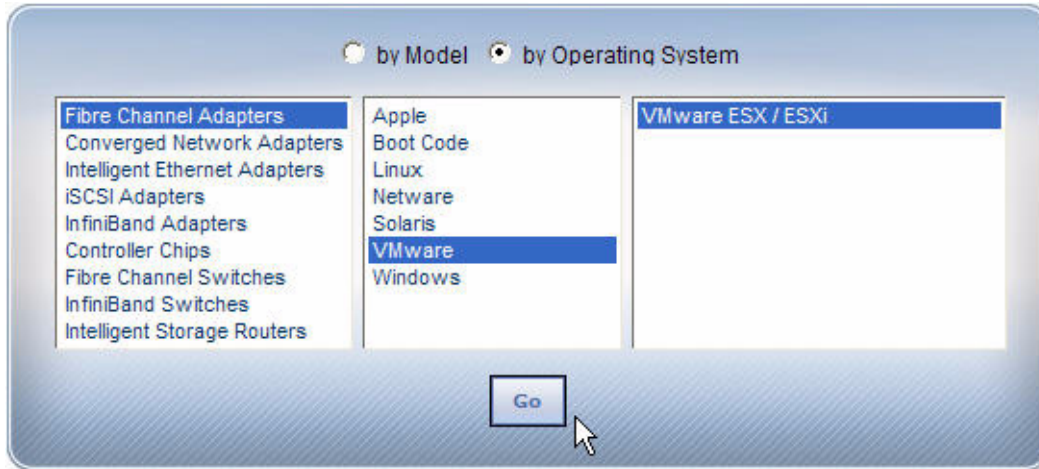 by Model by Operating System
Fibre Channel Adapters
Converged Network Adapters
Intelligent Ethernet Adapters
iSCSI Adapters
InfiniBand Adapters
Controller Chips
Fibre Channel Switches
InfiniBand Switches
Intelligent Storage Routers
Apple
Boot Code
Linux
Netware
Solaris
VMware
Windows
VMware ESX / ESXi
Go